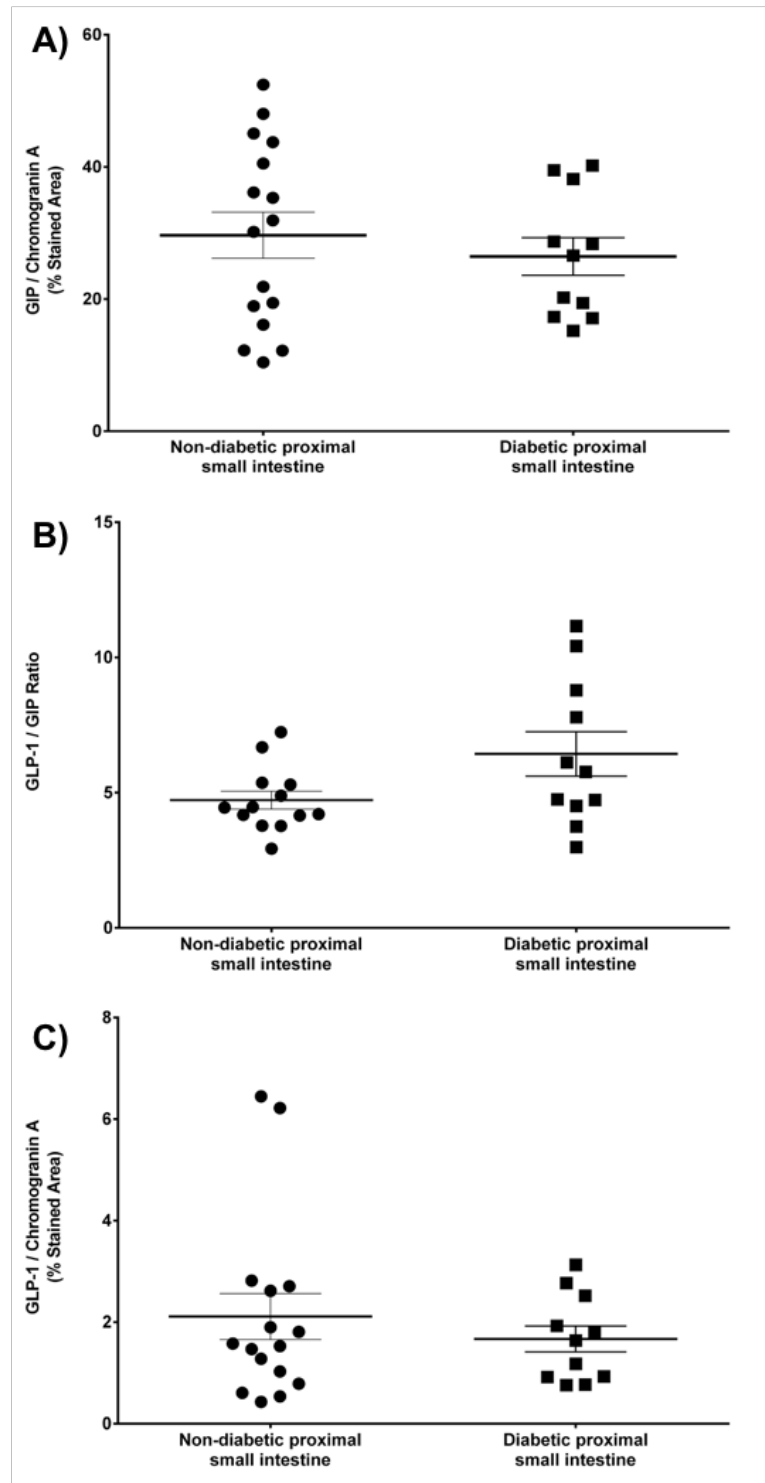 A)
GIP / Chromogranin A
(% Stained Area)
60
40
20
0
Non-diabetic proximal
small intestine
Diabetic proximal
small intestine
B)
GLP-1 / GIP Ratio
15
10
5
0
Non-diabetic proximal
small intestine
Diabetic proximal
small intestine
C)
GLP-1 / Chromogranin A
(% Stained Area)
8
6
4
2
0
Non-diabetic proximal
small intestine
Diabetic proximal
small intestine